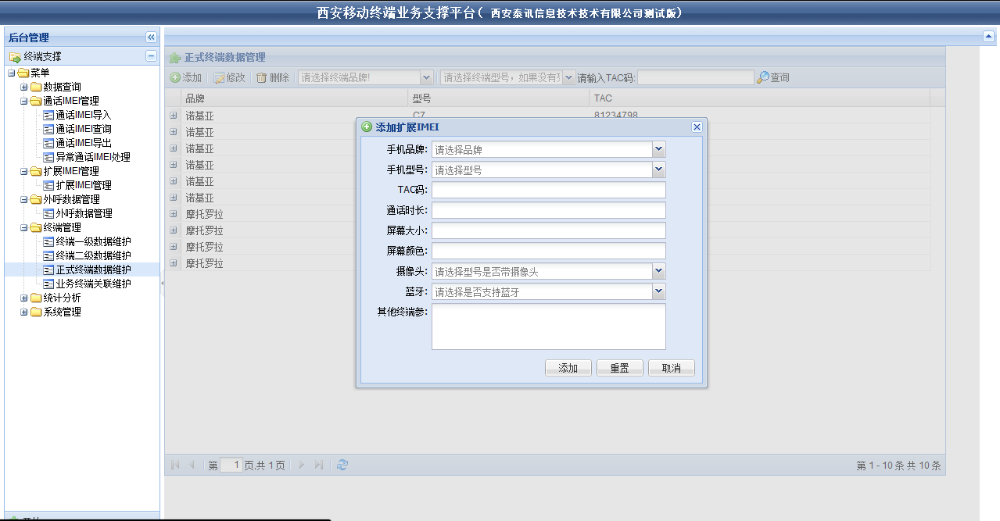 西安移动终端业务支撑平台( 西安泰讯信息技术技术有限公司测试版)
后台管理
终端支撑
菜单
数据查询
通话IMEI管理
通话IMEI导入
通话IMEI查询
通话IMEI导出
异常通话IMEI处理
扩展IMEI管理
扩展IMEI管理
外呼数据管理
外呼数据管理
终端管理
终端一级数据维护
终端二级数据维护
正式终端数据维护
业务终端关联维护
统计分析
系统管理
正式终端数据管理
添加 修改 删除 请选择终端品牌! 请选择终端型号，如果没有 请输入TAC码: 查询
品牌 型号 TAC
诺基亚 C7 81234798
诺基亚
诺基亚
诺基亚
诺基亚
诺基亚
摩托罗拉
摩托罗拉
摩托罗拉
摩托罗拉
添加扩展IMEI
手机品牌: 请选择品牌
手机型号: 请选择型号
TAC码:
通话时长:
屏幕大小:
屏幕颜色:
摄像头: 请选择型号是否带摄像头
蓝牙: 请选择是否支持蓝牙
其他终端参:
添加 重置 取消
第 1 页,共 1 页
第 1 - 10 条 共 10 条